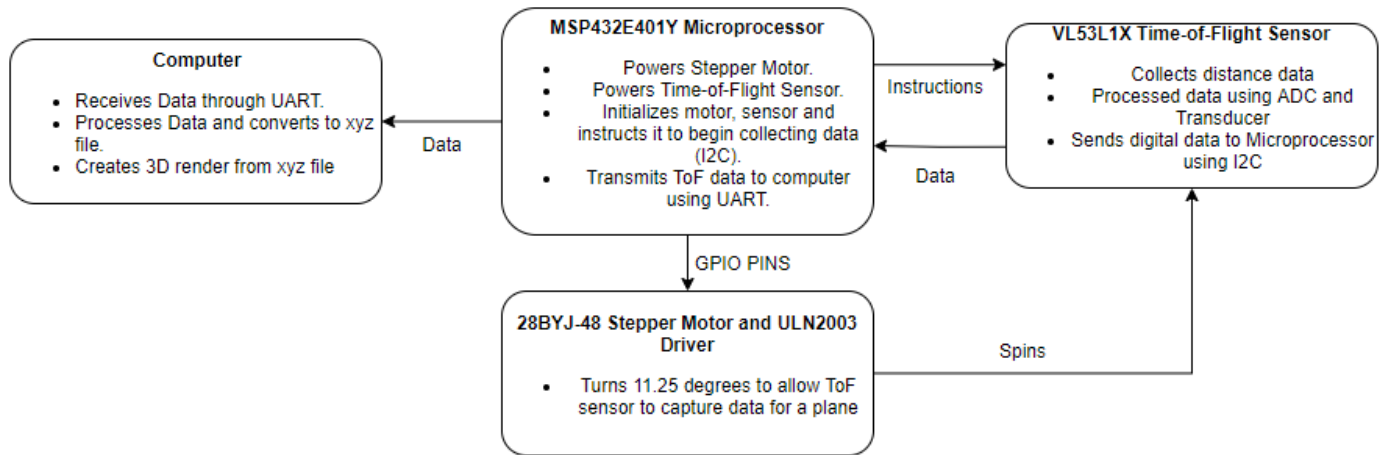 Computer
• Receives Data through UART.
• Processes Data and converts to xyz
file.
• Creates 3D render from xyz file
Data
MSP432E401Y Microprocessor
• Powers Stepper Motor.
• Powers Time-of-Flight Sensor.
• Initializes motor, sensor and
instructs it to begin collecting data
(I2C).
• Transmits ToF data to computer
using UART.
Instructions
Data
VL53L1X Time-of-Flight Sensor
• Collects distance data
• Processed data using ADC and
Transducer
• Sends digital data to Microprocessor
using I2C
GPIO PINS
28BYJ-48 Stepper Motor and ULN2003
Driver
• Turns 11.25 degrees to allow ToF
sensor to capture data for a plane
Spins